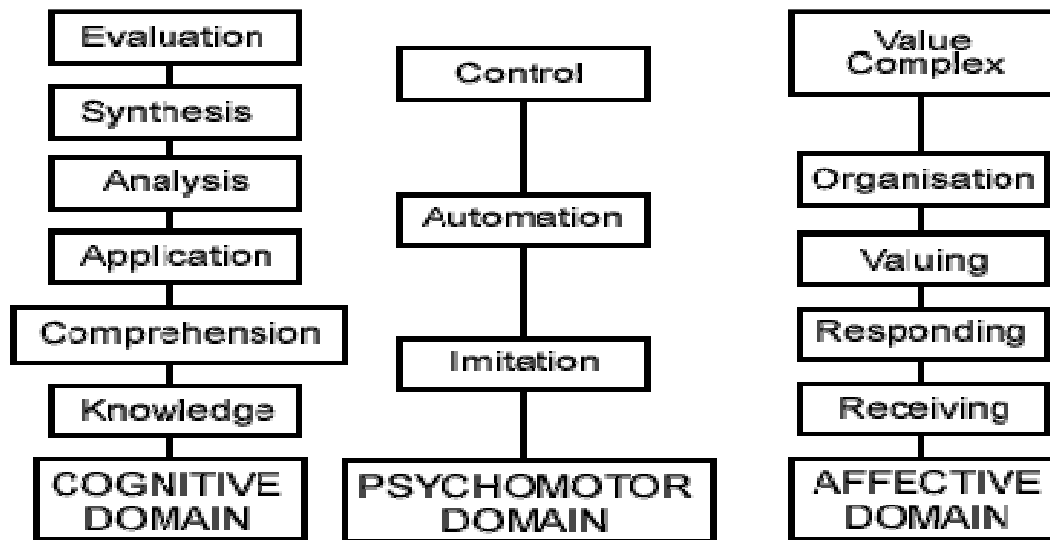 Evaluation
Synthesis
Analysis
Application
Comprehension
Knowledge
COGNITIVE
DOMAIN
Control
Automation
Imitation
PSYCHOMOTOR
DOMAIN
Value
Complex
Organisation
Valuing
Responding
Receiving
AFFECTIVE
DOMAIN